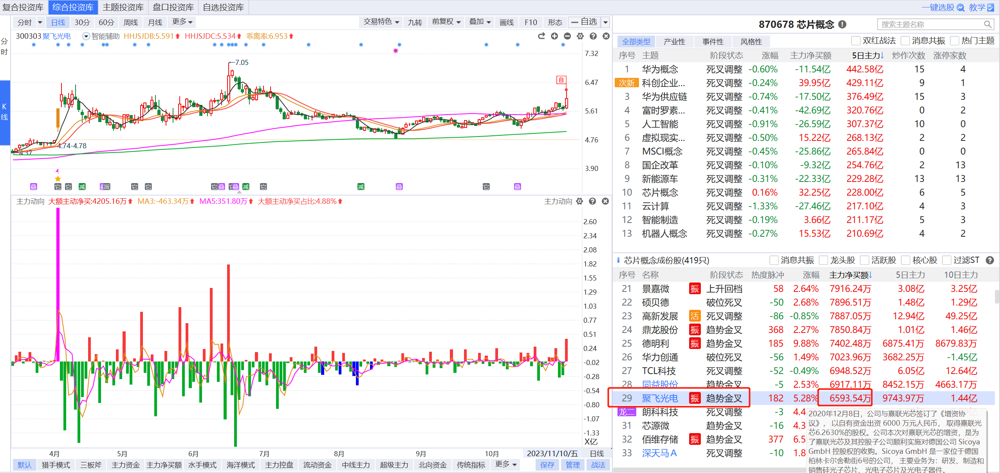 复合投资库 综合投资库 主题投资库 盘口投资库 自选投资库 一键选股 教学
分时 日线 30分 60分 周线 月线 更多 交易特色 九转 前复权 叠加 画线 F10 形态 一 自选
870678 芯片概念 搜索主题名称
分时
K线
300303 聚飞光电 智能辅助 HHJSJDB:5.591 HHJSJDC:5.534 乖离率:6.953
7.32
←7.05
自
6.47
5.61
4.76
4.74-4.78
4.37
3.90
叠 它 它 减 派 它 它 它 叠 叠 减 它 减 叠 它 叠
主力动向 大额主动净买:4205.16万 MA3:-463.34万 MA5:351.80万 大额主动净买占比:4.88% 主力动向
2.60
2.34
2.08
1.82
1.55
1.29
1.03
0.77
0.51
0.24
-0.02
-0.28
-0.54
-0.80
-1.07
-1.33
X亿
4月 5月 6月 7月 8月 9月 10月 2023/11/10/五 日线
默认 猎手模式 三板斧 主力资金 主力净买额 水手模式 海洋模式 主力控盘 流动资金 中线主力 超级主力 北向资金 传统指标 更多 保存 管理 战法
全部类型 产业性 事件性 风格性 双红战法 消息共振 热门主题
序号 主题 阶段状态 涨幅 主力净买额 5日主力↓ 炒作次数 涨停家数
1 华为概念 死叉调整 -0.60% -11.54亿 442.58亿 15 4
次新 科创企业... 死叉调整 -0.24% 39.95亿 429.11亿 9 1
3 华为供应链 死叉调整 -0.74% -17.50亿 376.49亿 15 3
4 富时罗素... 死叉调整 -0.41% -42.69亿 320.76亿 0 2
5 人工智能 死叉调整 -0.91% -26.59亿 307.37亿 10 0
6 虚拟现实... 死叉调整 -0.50% 15.22亿 268.13亿 2 2
7 MSCI概念 死叉调整 -0.45% -25.86亿 265.84亿 0 0
8 国企改革 死叉调整 -0.10% -9.32亿 254.76亿 2 13
9 新能源车 死叉调整 -0.31% -22.33亿 229.28亿 13 13
10 芯片概念 死叉调整 0.16% 32.25亿 228.00亿 6 5
11 云计算 死叉调整 -1.33% -27.46亿 217.10亿 4 3
12 智能制造 死叉调整 -0.19% 3.66亿 211.17亿 5 3
13 机器人概念 死叉调整 -0.27% 15.53亿 210.69亿 4 2
芯片概念成份股(419只) 消息共振 龙头股 活跃股 核心股 过滤ST
序号 名称 阶段状态 热度脉冲 涨幅 主力净买额↓ 5日主力 10日主力
21 景嘉微 振 上升回档 58 2.64% 7916.24万 3.08亿 3.25亿
22 硕贝德 破位死叉 -50 2.68% 7896.51万 1.48亿 1.29亿
23 高新发展 活 死叉调整 -86 -0.85% 7887.05万 12.94亿 49.25亿
24 鼎龙股份 振 趋势金叉 368 2.27% 7850.84万 1.01亿 1.46亿
25 德明利 振 趋势金叉 185 9.88% 7402.48万 6875.41万 8679.83万
26 华力创通 破位死叉 -56 1.49% 7023.96万 3682.25万 -1.45亿
27 TCL科技 死叉调整 -52 -0.49% 6948.52万 6.05亿 12.64亿
28 同益股份 趋势金叉 -5 2.53% 6917.11万 8452.15万 4663.17万
29 聚飞光电 振 趋势金叉 182 5.28% 6593.54万 9743.97万 1.44亿
龙二 朗科科技 死叉调整 -3 4.4
31 芯源微 趋势金叉 -16 4.3
32 佰维存储 振 趋势金叉 377 6.5
33 深天马A 死叉调整 -10 1.8
2020年12月8日，公司与熹联光芯签订了《增资协
议》，以自有资金出资 6000 万元人民币，取得熹联光
芯6.2630%的股权。公司本次对熹联光芯的增资，是为
了熹联光芯及其控股子公司顺利实施对德国公司 Sicoya
GmbH 控股权的收购。Sicoya GmbH 是一家位于德国
柏林卡尔舍勒街6号的公司，主要业务为：研发、制造和
销售硅光子芯片、光电子芯片及光电子器件。